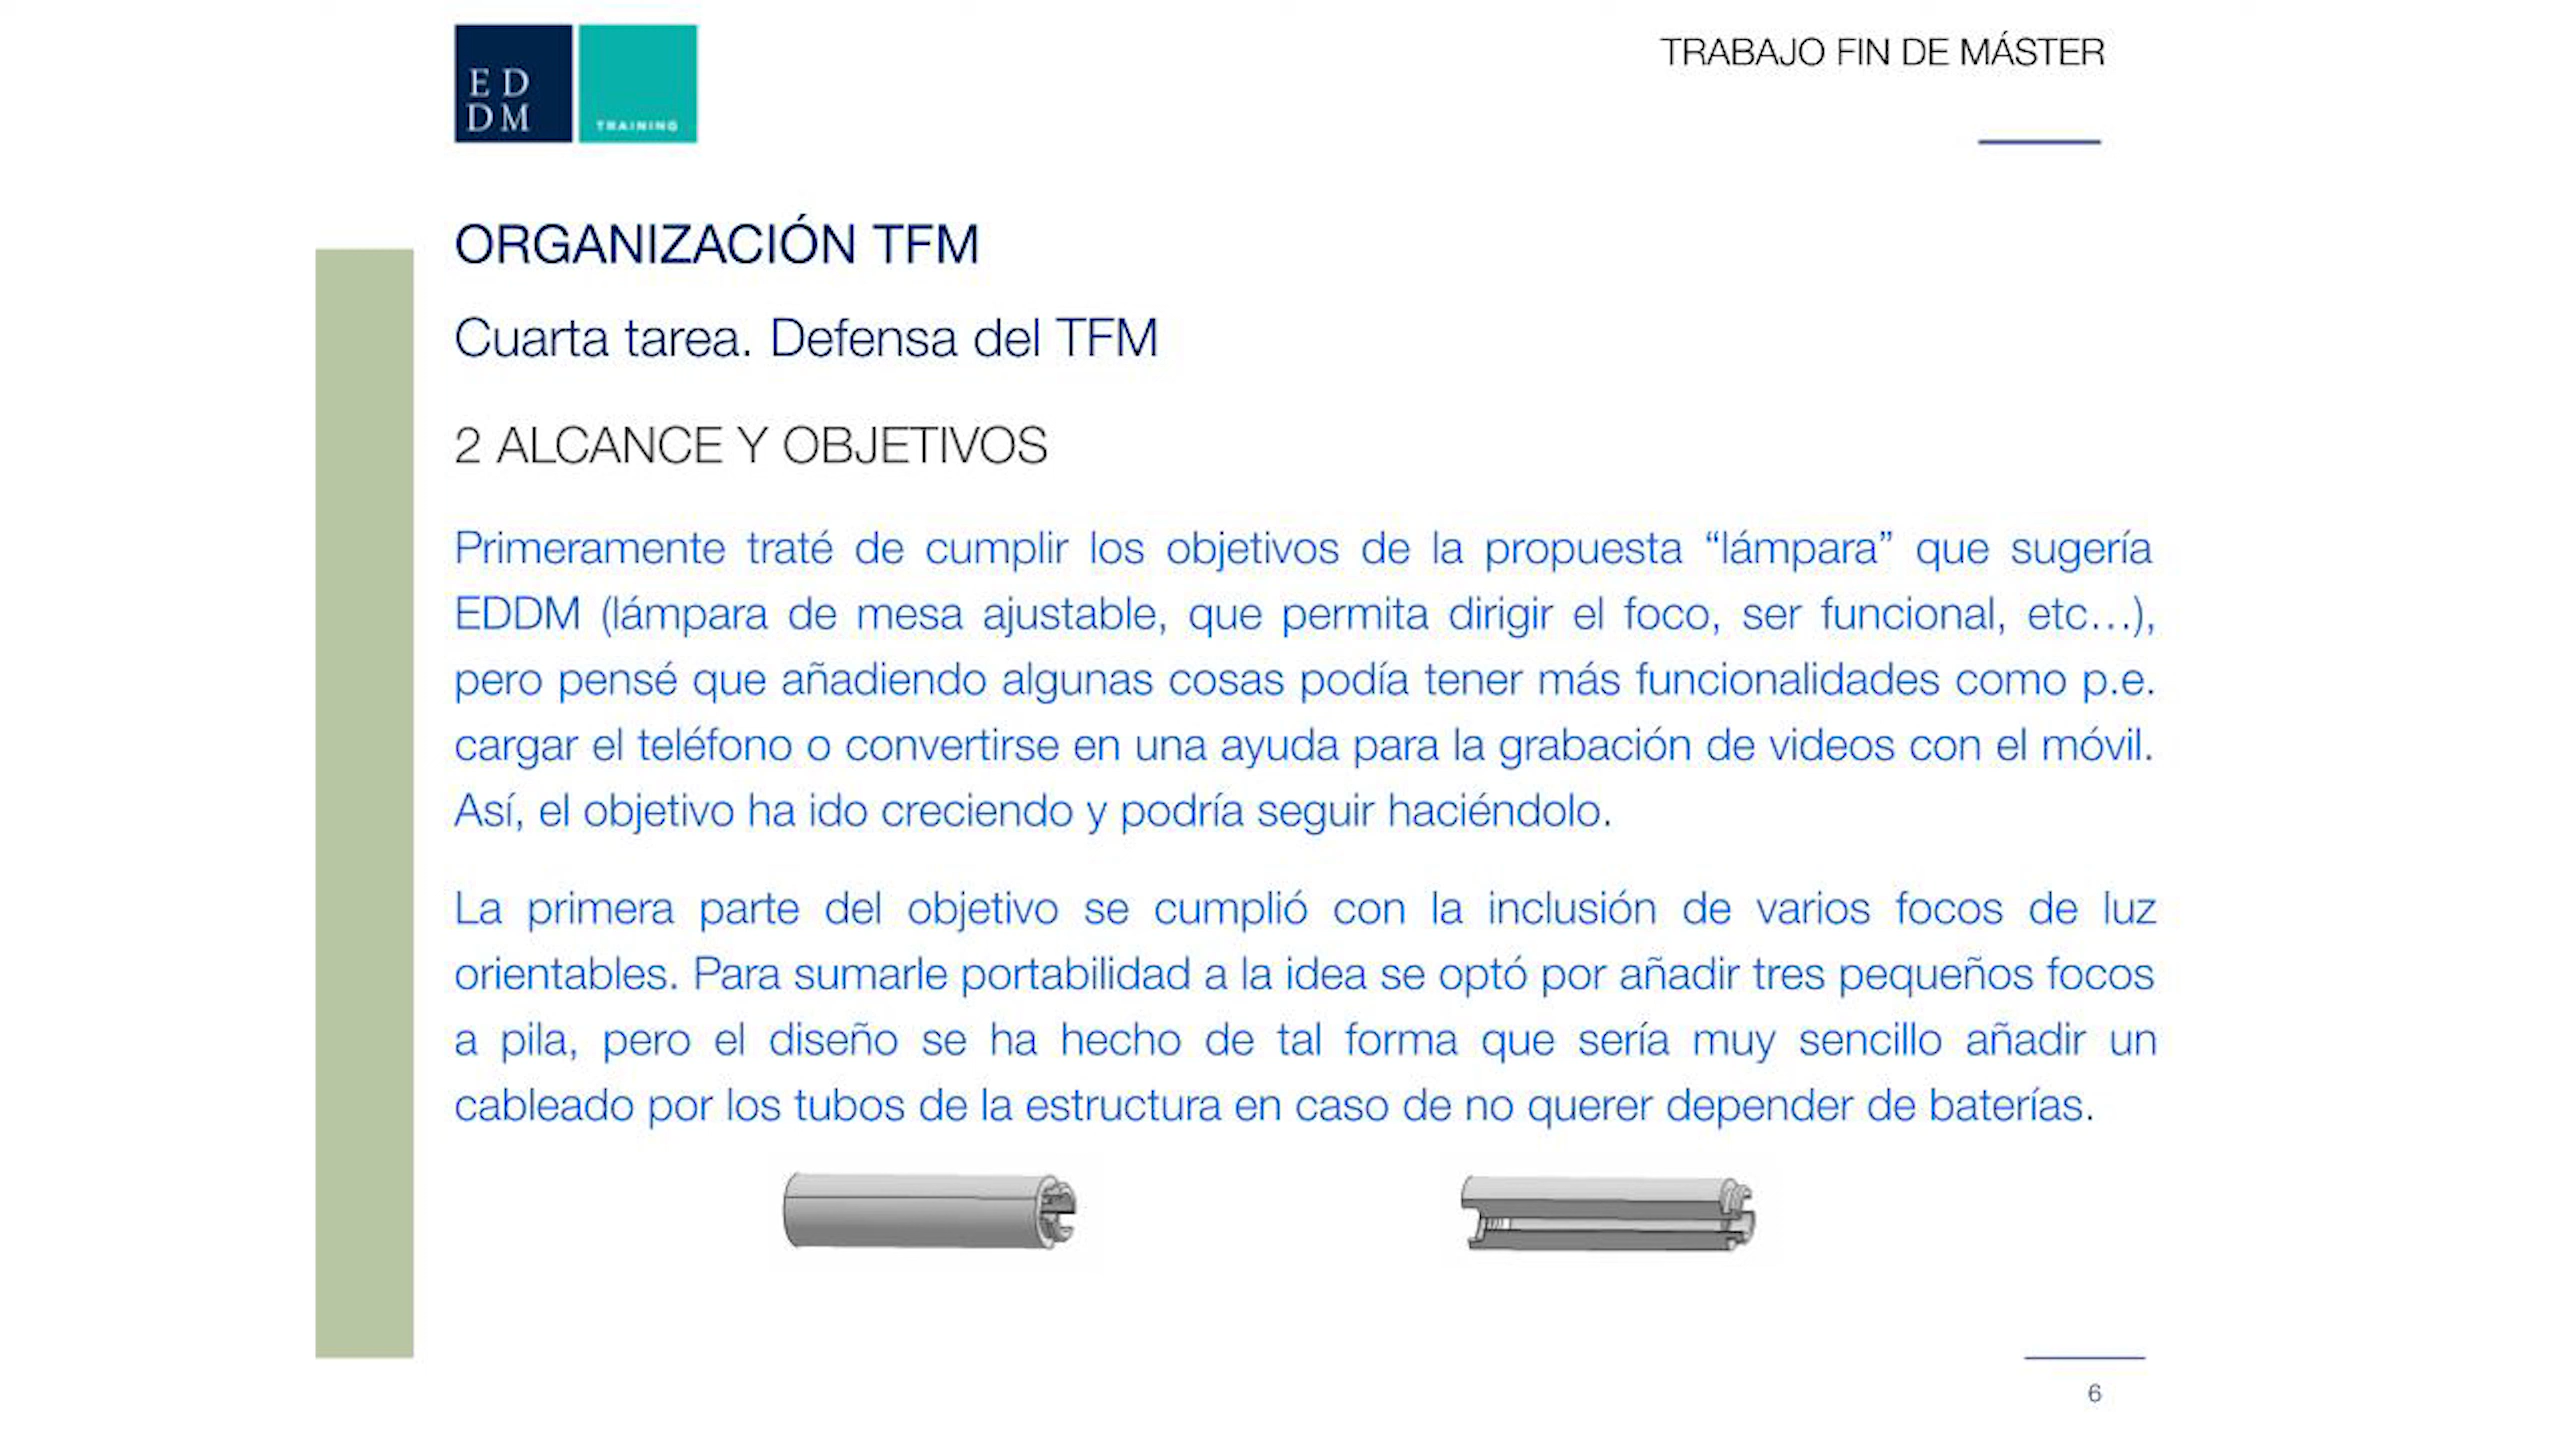 E D
D M
TRAINING
TRABAJO FIN DE MÁSTER
ORGANIZACIÓN TFM
Cuarta tarea. Defensa del TFM
2 ALCANCE Y OBJETIVOS
Primeramente traté de cumplir los objetivos de la propuesta “lámpara” que sugería
EDDM (lámpara de mesa ajustable, que permita dirigir el foco, ser funcional, etc…),
pero pensé que añadiendo algunas cosas podía tener más funcionalidades como p.e.
cargar el teléfono o convertirse en una ayuda para la grabación de videos con el móvil.
Así, el objetivo ha ido creciendo y podría seguir haciéndolo.
La primera parte del objetivo se cumplió con la inclusión de varios focos de luz
orientables. Para sumarle portabilidad a la idea se optó por añadir tres pequeños focos
a pila, pero el diseño se ha hecho de tal forma que sería muy sencillo añadir un
cableado por los tubos de la estructura en caso de no querer depender de baterías.
6